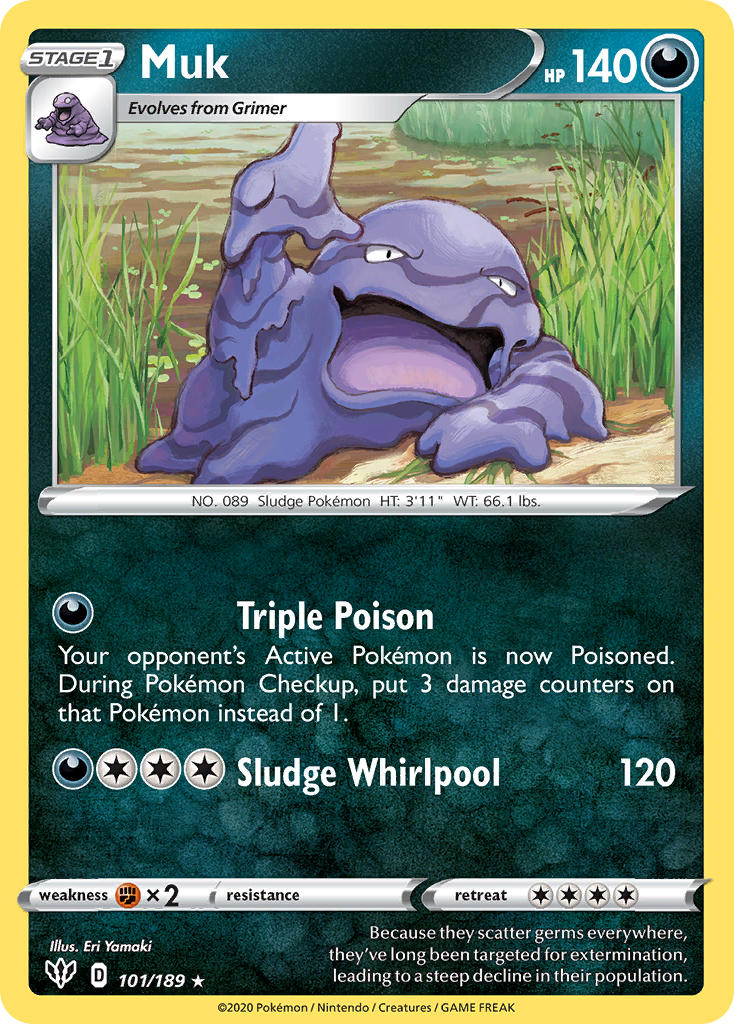 STAGE1
Muk
HP 140
Evolves from Grimer
NO. 089 Sludge Pokémon HT: 3'11" WT: 66.1 lbs.
Triple Poison
Your opponent's Active Pokémon is now Poisoned.
During Pokémon Checkup, put 3 damage counters on
that Pokémon instead of 1.
Sludge Whirlpool 120
weakness ×2 resistance retreat
Illus. Eri Yamaki
Because they scatter germs everywhere,
they've long been targeted for extermination,
leading to a steep decline in their population.
D 101/189 ★
©2020 Pokémon / Nintendo / Creatures / GAME FREAK